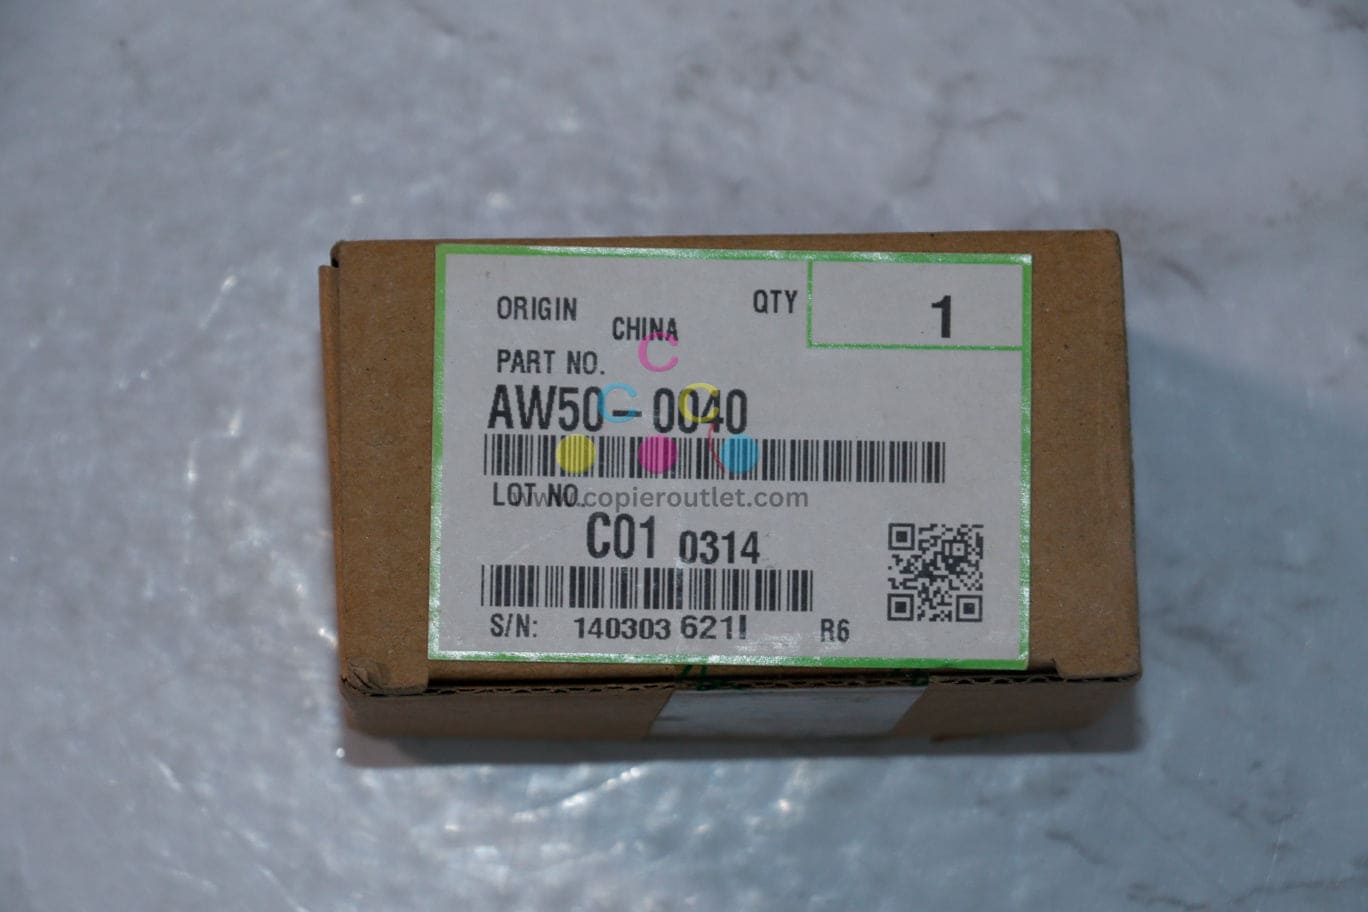 ORIGIN CHINA QTY 1
PART NO.
AW50-0040
LOT NO.
C01 0314
S/N: 140303 621 R6
C
C C
www.copieroutlet.com